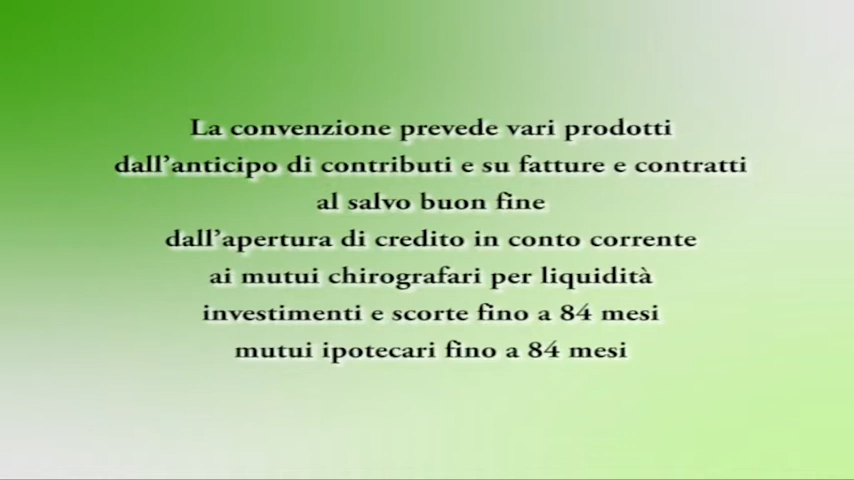 La convenzione prevede vari prodotti
dall’anticipo di contributi e su fatture e contratti
al salvo buon fine
dall’apertura di credito in conto corrente
ai mutui chirografari per liquidità
investimenti e scorte fino a 84 mesi
mutui ipotecari fino a 84 mesi